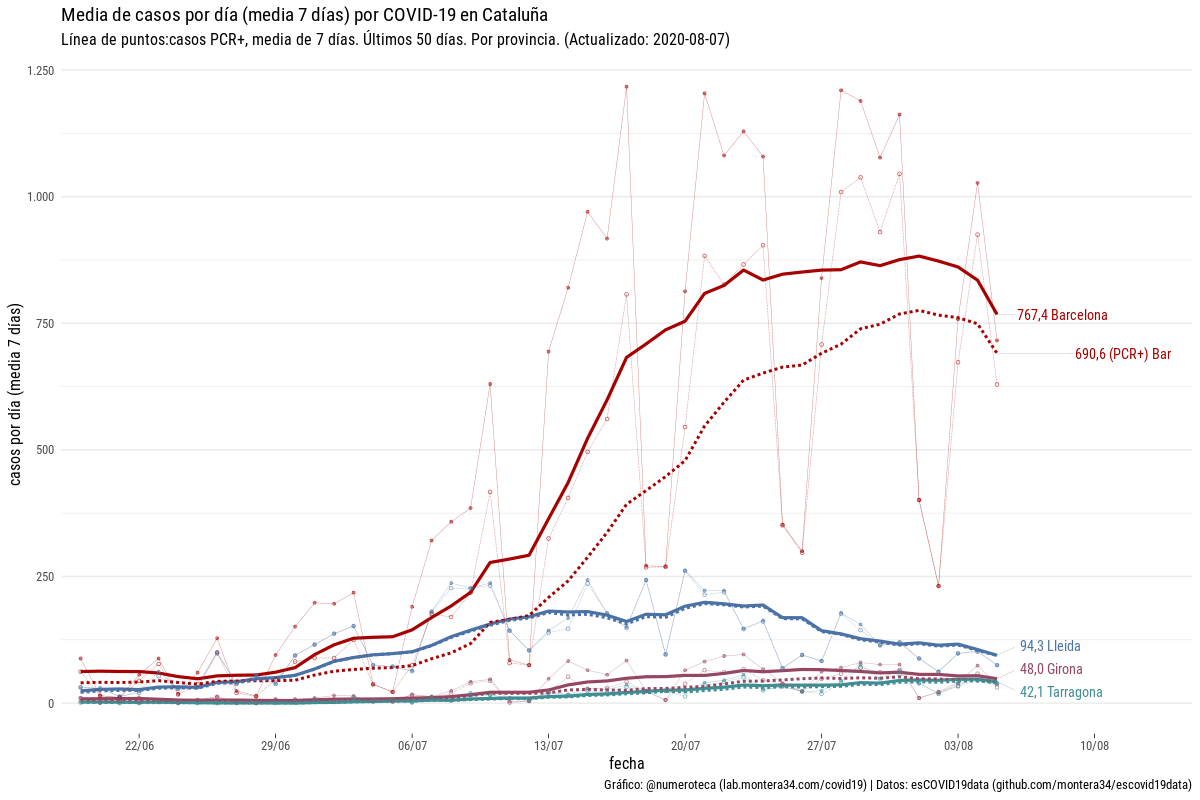 Media de casos por día (media 7 días) por COVID-19 en Cataluña
Línea de puntos:casos PCR+, media de 7 días. Últimos 50 días. Por provincia. (Actualizado: 2020-08-07)
casos por día (media 7 días)
1.250
1.000
750
500
250
0
767,4 Barcelona
690,6 (PCR+) Bar
94,3 Lleida
48,0 Girona
42,1 Tarragona
22/06
29/06
06/07
13/07
20/07
27/07
03/08
10/08
fecha
Gráfico: @numeroteca (lab.montera34.com/covid19) | Datos: esCOVID19data (github.com/montera34/escovid19data)